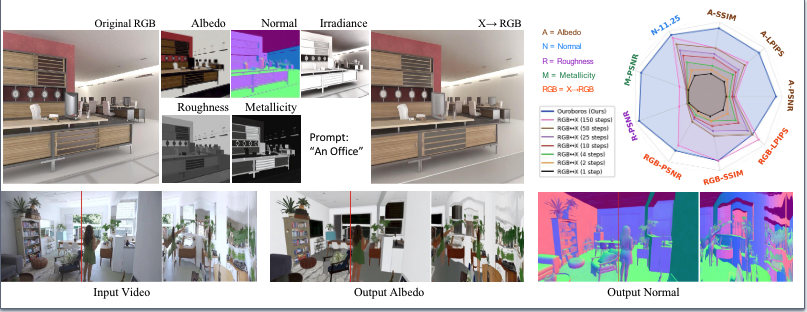 Original RGB
Albedo
Normal
Irradiance
X→ RGB
Roughness
Metallicity
Prompt:
“An Office”
A = Albedo
N = Normal
R = Roughness
M = Metallicity
RGB = X→RGB
Ouroboros (Ours)
RGB↔X (150 steps)
RGB↔X (50 steps)
RGB↔X (25 steps)
RGB↔X (10 steps)
RGB↔X (4 steps)
RGB↔X (2 steps)
RGB↔X (1 step)
A-SSIM
A-LPIPS
A-PSNR
RGB-LPIPS
RGB-SSIM
RGB-PSNR
R-PSNR
M-PSNR
N-11.25
Input Video
Output Albedo
Output Normal